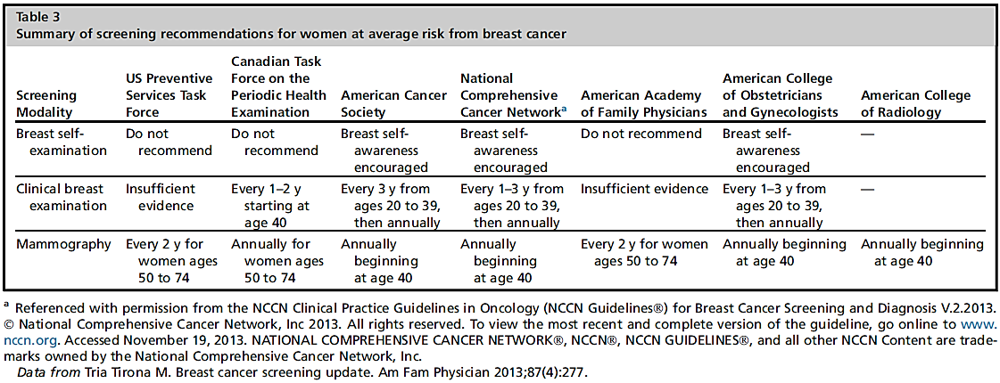 Table 3
Summary of screening recommendations for women at average risk from breast cancer
Screening Modality | US Preventive Services Task Force | Canadian Task Force on the Periodic Health Examination | American Cancer Society | National Comprehensive Cancer Networkᵃ | American Academy of Family Physicians | American College of Obstetricians and Gynecologists | American College of Radiology
Breast self-examination | Do not recommend | Do not recommend | Breast self-awareness encouraged | Breast self-awareness encouraged | Do not recommend | Breast self-awareness encouraged | —
Clinical breast examination | Insufficient evidence | Every 1–2 y starting at age 40 | Every 3 y from ages 20 to 39, then annually | Every 1–3 y from ages 20 to 39, then annually | Insufficient evidence | Every 1–3 y from ages 20 to 39, then annually | —
Mammography | Every 2 y for women ages 50 to 74 | Annually for women ages 50 to 74 | Annually beginning at age 40 | Annually beginning at age 40 | Every 2 y for women ages 50 to 74 | Annually beginning at age 40 | Annually beginning at age 40
ᵃ Referenced with permission from the NCCN Clinical Practice Guidelines in Oncology (NCCN Guidelines®) for Breast Cancer Screening and Diagnosis V.2.2013.
© National Comprehensive Cancer Network, Inc 2013. All rights reserved. To view the most recent and complete version of the guideline, go online to www.
nccn.org. Accessed November 19, 2013. NATIONAL COMPREHENSIVE CANCER NETWORK®, NCCN®, NCCN GUIDELINES®, and all other NCCN Content are trade-
marks owned by the National Comprehensive Cancer Network, Inc.
Data from Tria Tirona M. Breast cancer screening update. Am Fam Physician 2013;87(4):277.